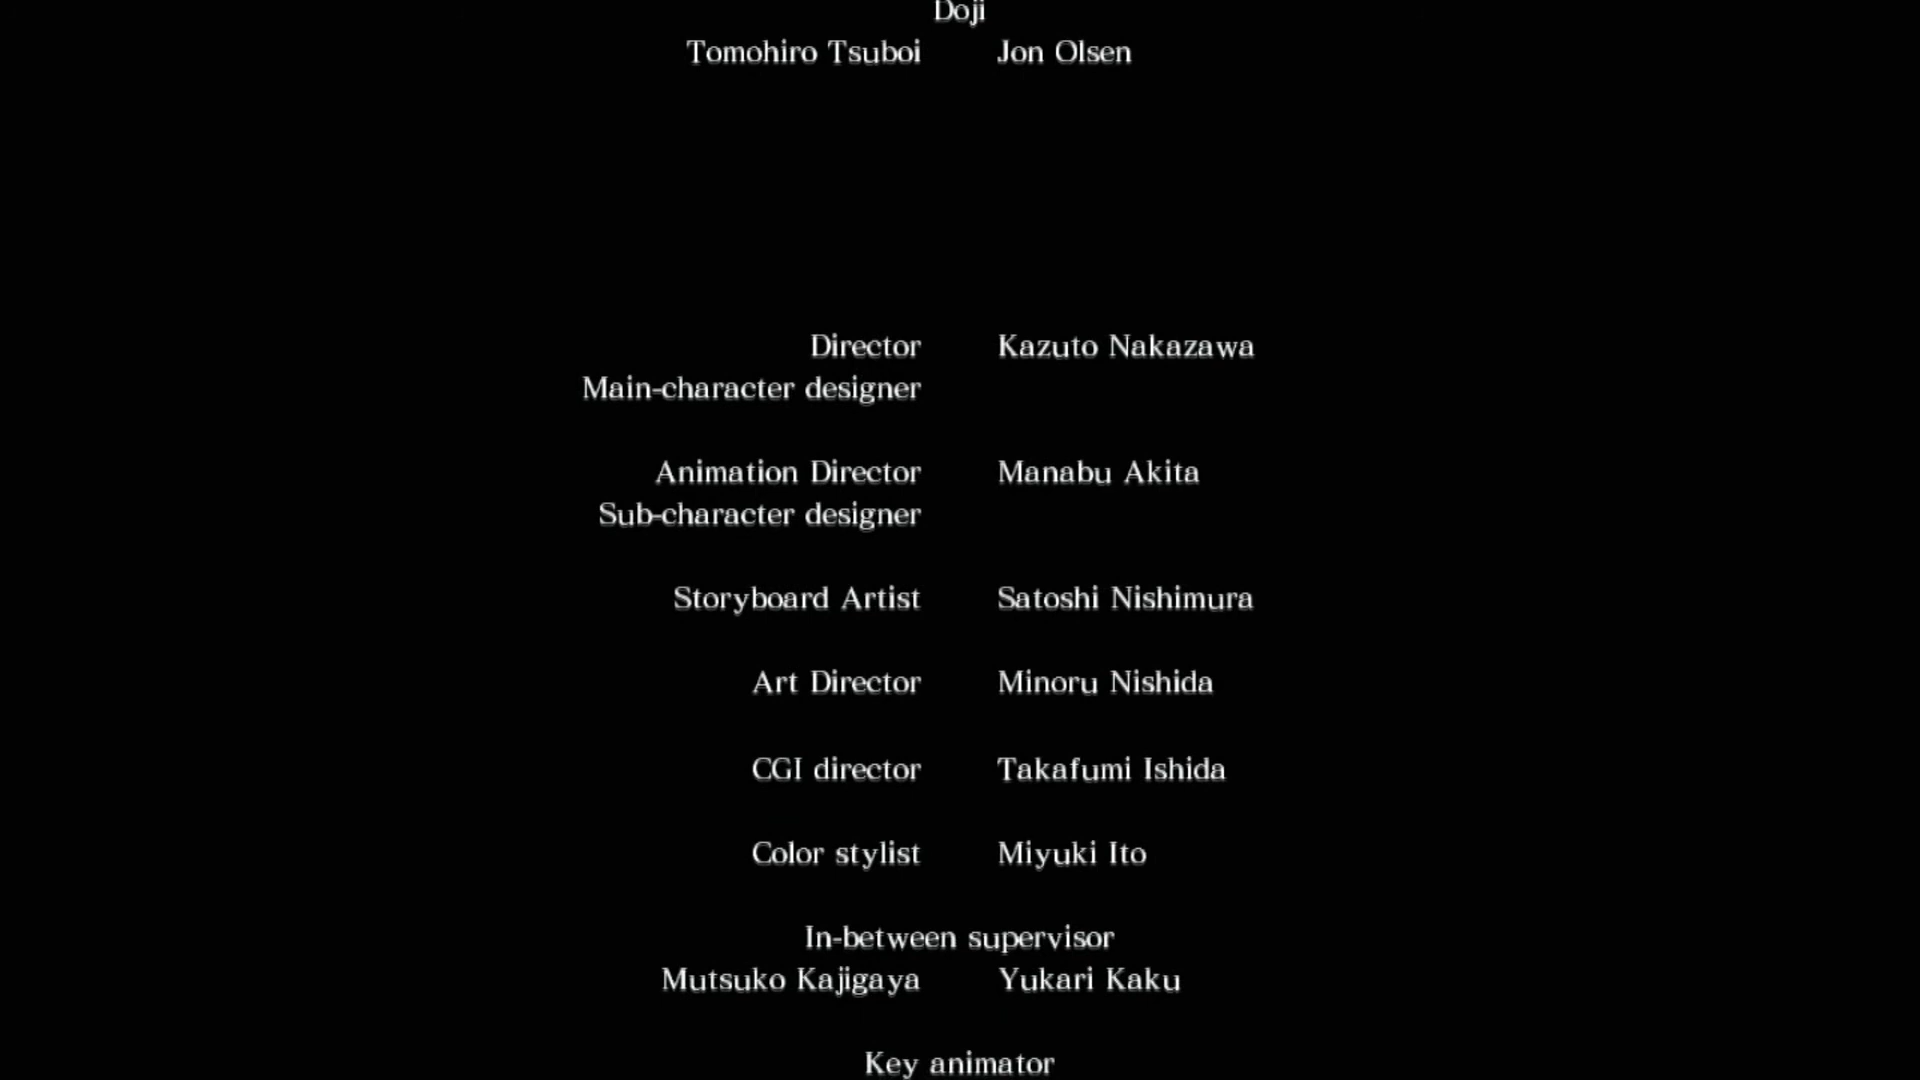 Doji
Tomohiro Tsuboi Jon Olsen
Director Kazuto Nakazawa
Main-character designer
Animation Director Manabu Akita
Sub-character designer
Storyboard Artist Satoshi Nishimura
Art Director Minoru Nishida
CGI director Takafumi Ishida
Color stylist Miyuki Ito
In-between supervisor
Mutsuko Kajigaya Yukari Kaku
Key animator